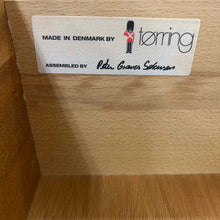 MADE IN DENMARK BY tørring
ASSEMBLED BY Peter Graves Sørensen